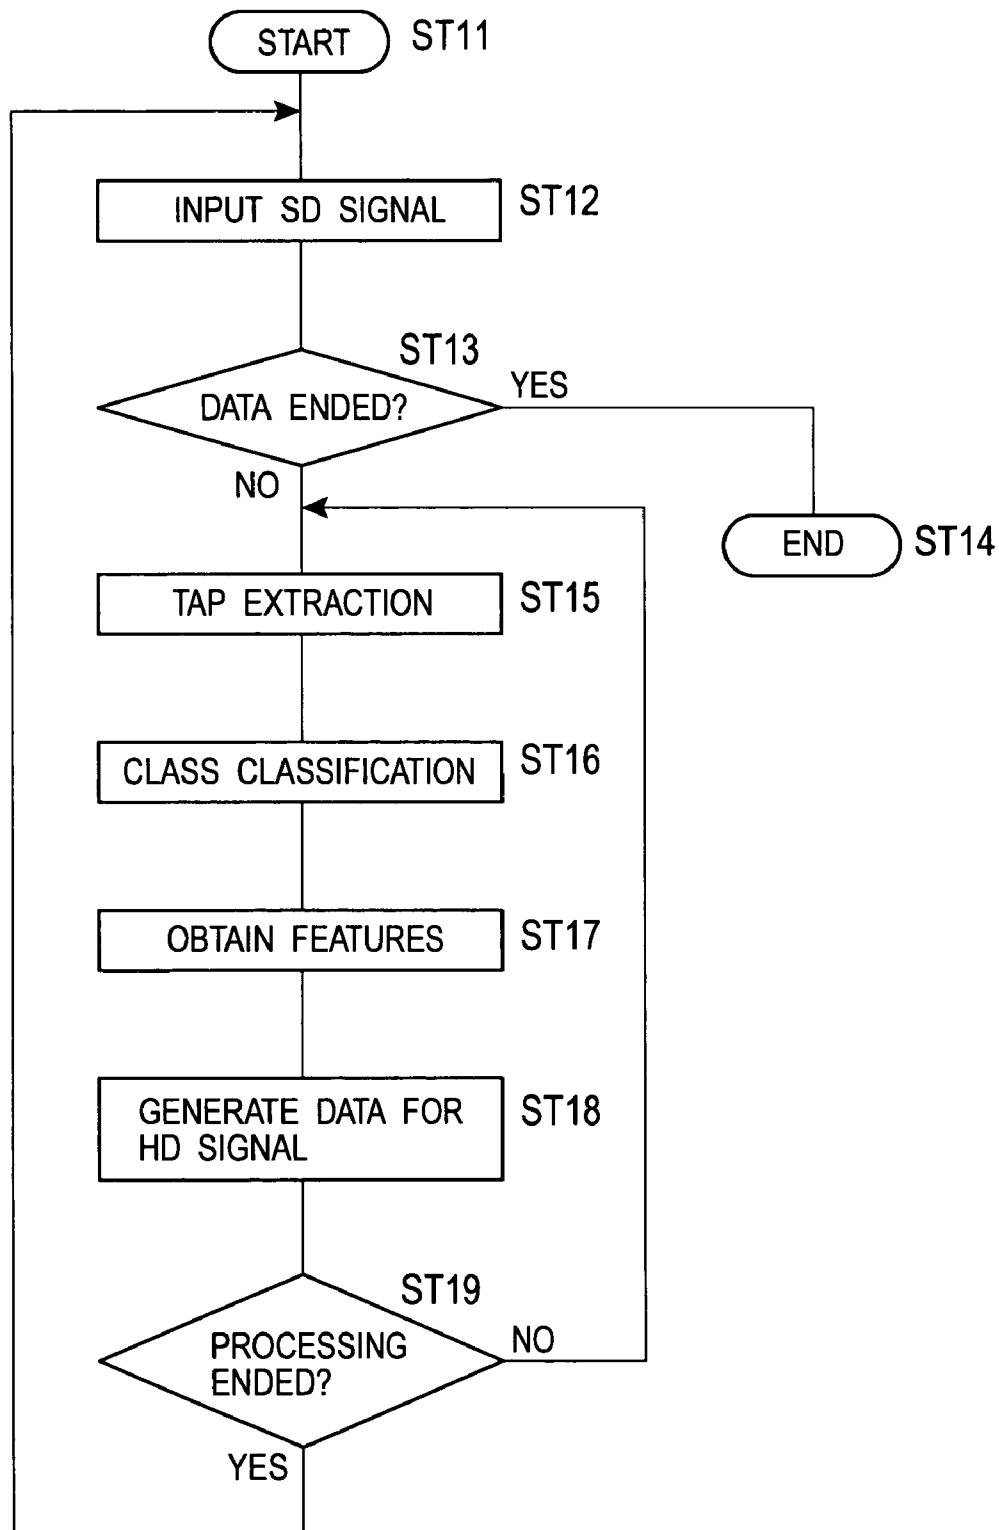 START ST11
INPUT SD SIGNAL ST12
ST13
DATA ENDED? YES
NO
END ST14
TAP EXTRACTION ST15
CLASS CLASSIFICATION ST16
OBTAIN FEATURES ST17
GENERATE DATA FOR ST18
HD SIGNAL
ST19
PROCESSING NO
ENDED?
YES